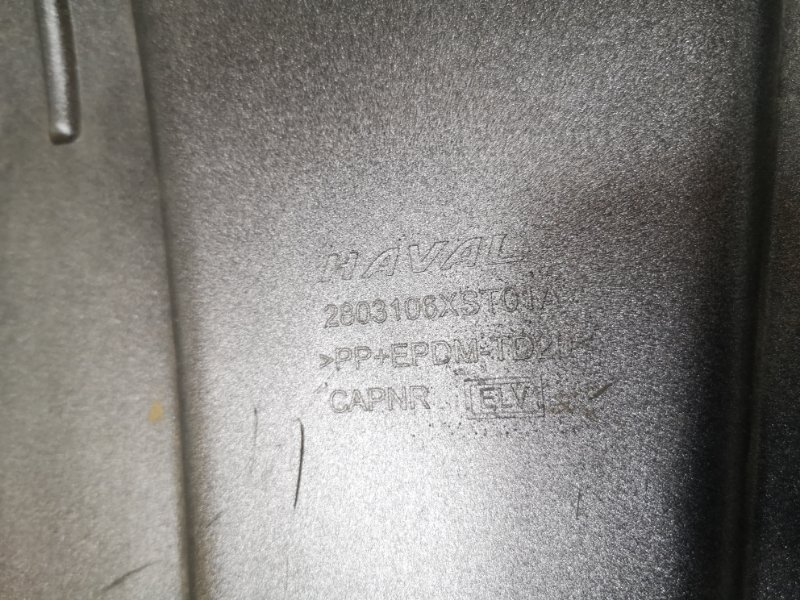 HAVAL
2803106XST01A
>PP+EPDM-TD20<
CAPNR ELV